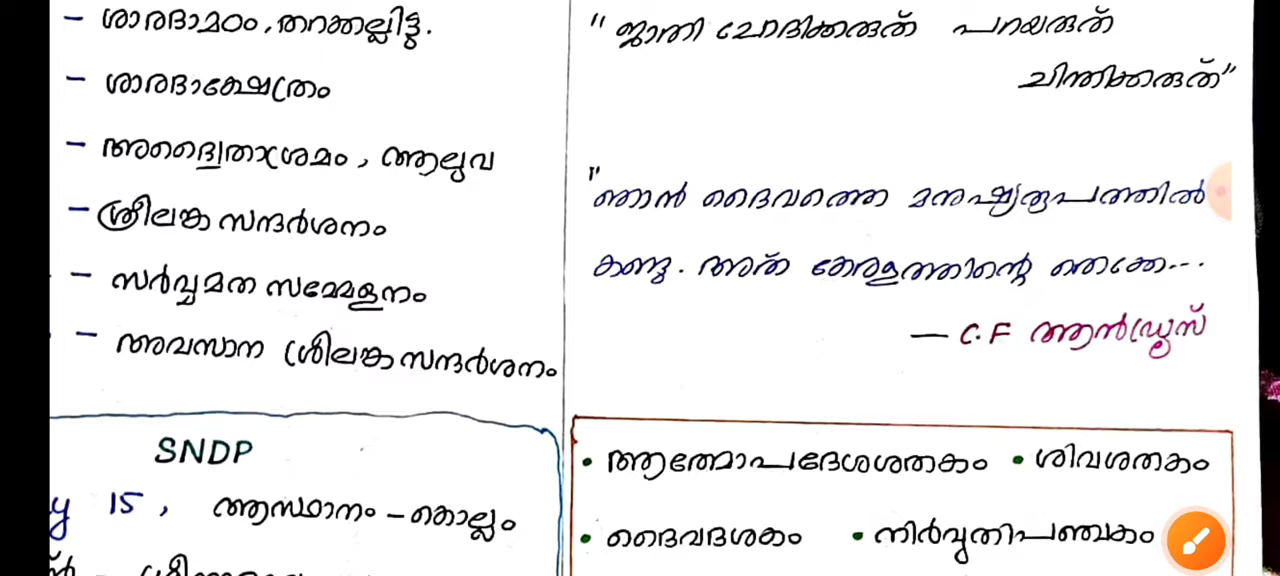 – ശാരദാമഠം, തറക്കല്ലിട്ടു.
– ശാരദാക്ഷേത്രം
– അദ്വൈതാശ്രമം, ആലുവ
– ശ്രീലങ്ക സന്ദർശനം
– സർവ്വമത സമ്മേളനം
– അവസാന ശ്രീലങ്ക സന്ദർശനം
SNDP
y 15, ആസ്ഥാനം – കൊല്ലം
"ജാതി ചോദിക്കരുത് പറയരുത്
ചിന്തിക്കരുത്"
"ഞാൻ ദൈവത്തെ മനുഷ്യരൂപത്തിൽ
കണ്ടു. അത് കേരളത്തിന്റെ തെക്കേ...
— C.F ആൻഡ്രൂസ്
• ആത്മോപദേശശതകം • ശിവശതകം
• ദൈവദശകം • നിർവൃതിപഞ്ചകം